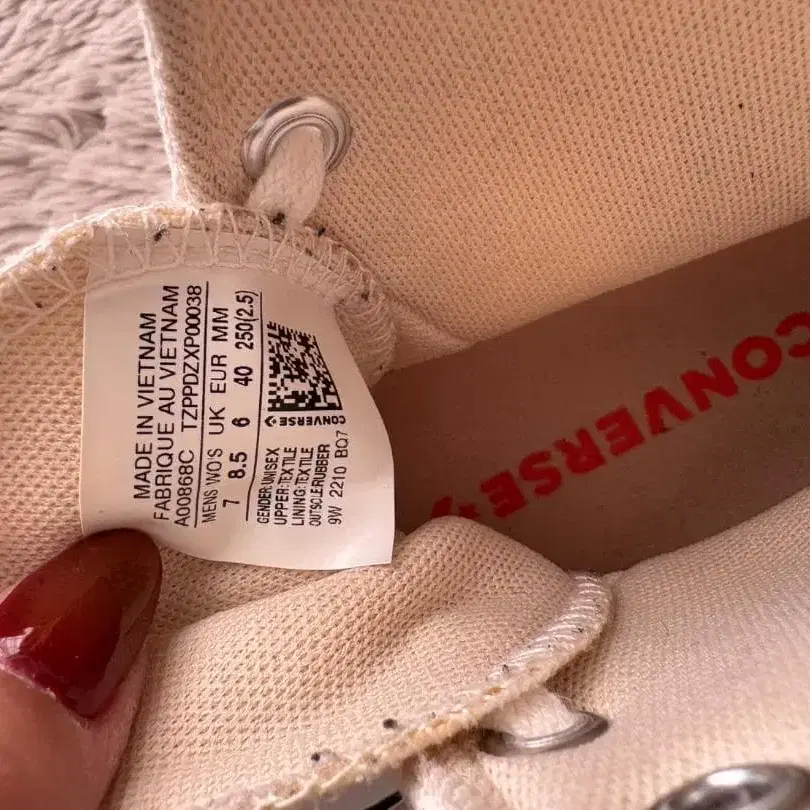 MADE IN VIETNAM
FABRIQUE AU VIETNAM
A00868C TZPPDZXP00038
MENS WO'S UK EUR MM
7 8.5 6 40 250(2.5)
GENDER:UNISEX
UPPER:TEXTILE
LINING:TEXTILE
OUTSOLE:RUBBER
9W 2210 BQ7
CONVERSE
CONVERSE